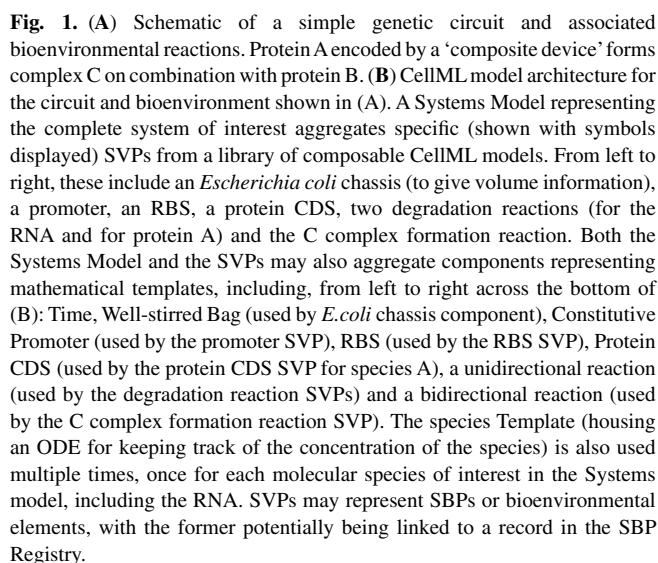 Fig. 1. (A) Schematic of a simple genetic circuit and associated
bioenvironmental reactions. Protein A encoded by a ‘composite device’ forms
complex C on combination with protein B. (B) CellML model architecture for
the circuit and bioenvironment shown in (A). A Systems Model representing
the complete system of interest aggregates specific (shown with symbols
displayed) SVPs from a library of composable CellML models. From left to
right, these include an Escherichia coli chassis (to give volume information),
a promoter, an RBS, a protein CDS, two degradation reactions (for the
RNA and for protein A) and the C complex formation reaction. Both the
Systems Model and the SVPs may also aggregate components representing
mathematical templates, including, from left to right across the bottom of
(B): Time, Well-stirred Bag (used by E.coli chassis component), Constitutive
Promoter (used by the promoter SVP), RBS (used by the RBS SVP), Protein
CDS (used by the protein CDS SVP for species A), a unidirectional reaction
(used by the degradation reaction SVPs) and a bidirectional reaction (used
by the C complex formation reaction SVP). The species Template (housing
an ODE for keeping track of the concentration of the species) is also used
multiple times, once for each molecular species of interest in the Systems
model, including the RNA. SVPs may represent SBPs or bioenvironmental
elements, with the former potentially being linked to a record in the SBP
Registry.